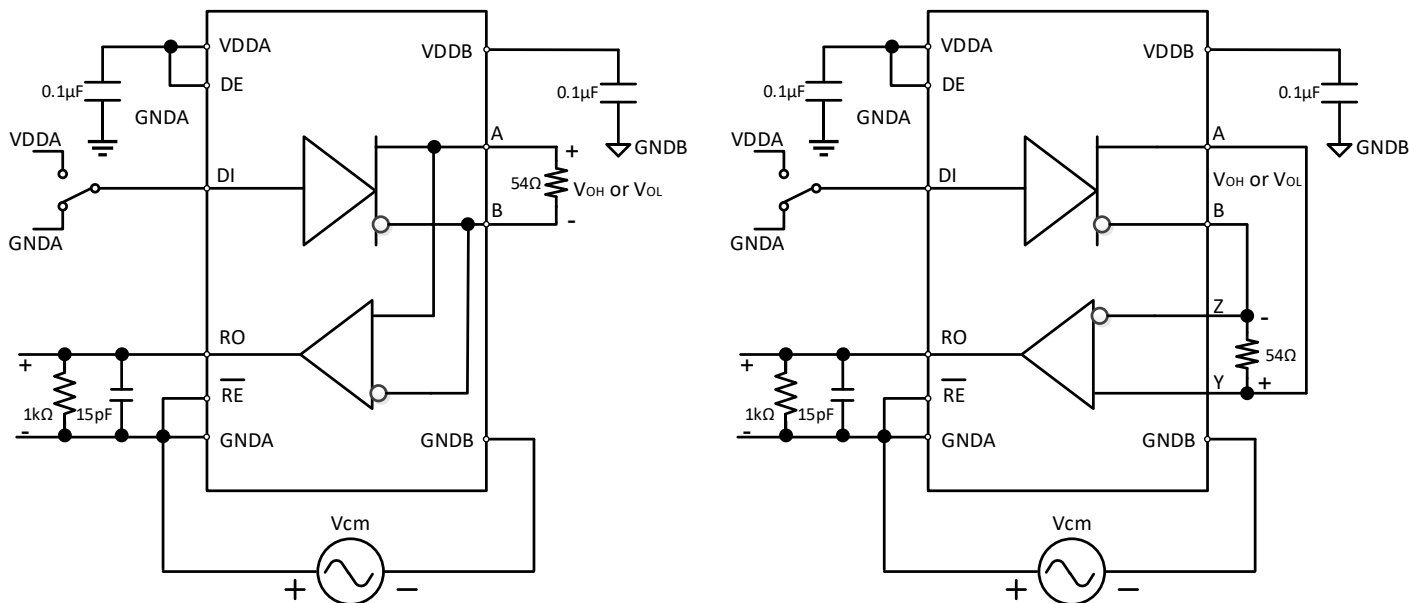 VDDA
VDDB
DE
0.1μF
0.1μF
GNDA
VDDA
A
GNDB
+
DI
54Ω
VOH or VOL
B
-
GNDA
RO
+
RE
1kΩ
15pF
-
GNDA
GNDB
Vcm
+
−
VDDA
VDDB
DE
0.1μF
0.1μF
GNDA
VDDA
A
GNDB
DI
VOH or VOL
B
GNDA
Z
-
RO
+
54Ω
RE
Y
+
1kΩ
15pF
-
GNDA
GNDB
Vcm
+
−